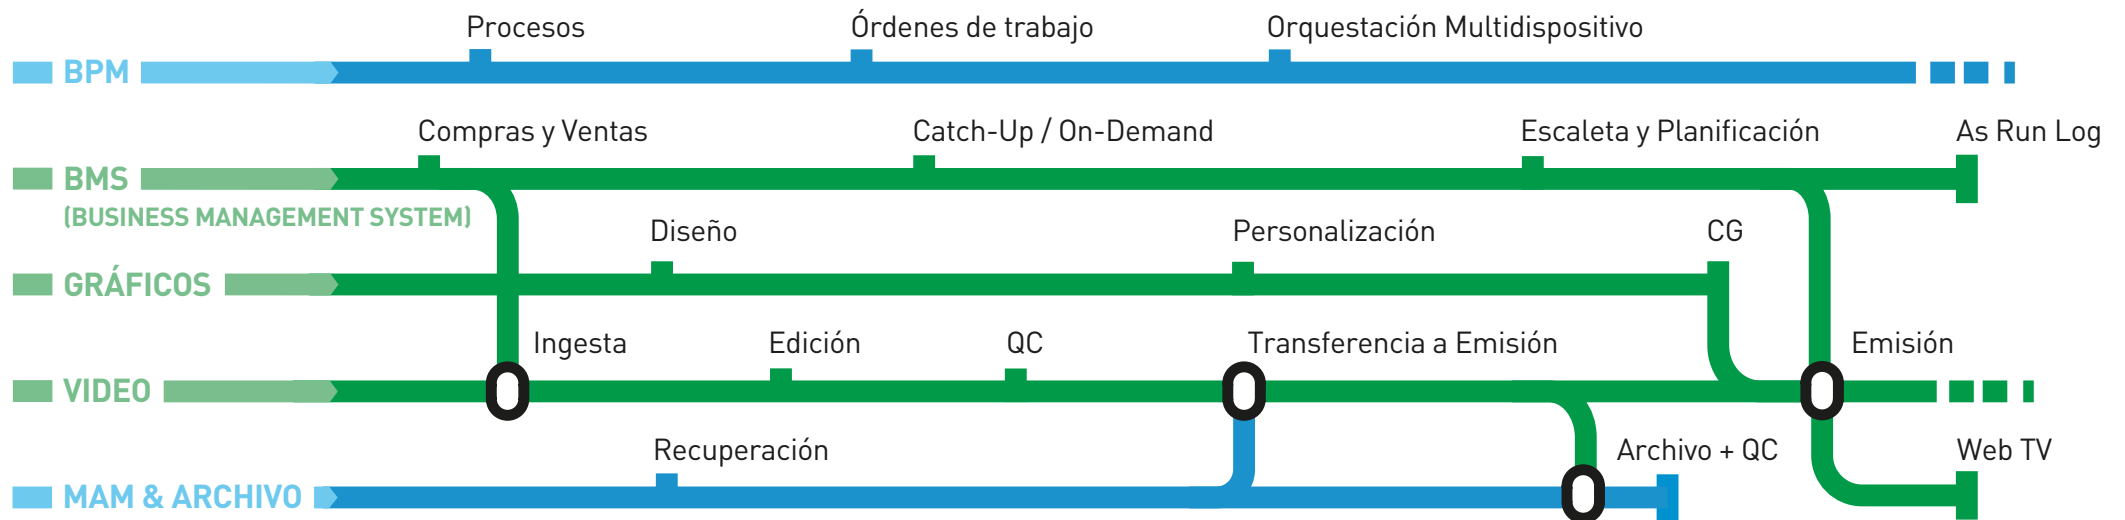 Procesos
Órdenes de trabajo
Orquestación Multidispositivo
BPM
Compras y Ventas
Catch-Up / On-Demand
Escaleta y Planificación
As Run Log
BMS
(BUSINESS MANAGEMENT SYSTEM)
Diseño
Personalización
CG
GRÁFICOS
Ingesta
Edición
QC
Transferencia a Emisión
Emisión
VIDEO
Recuperación
Archivo + QC
Web TV
MAM & ARCHIVO